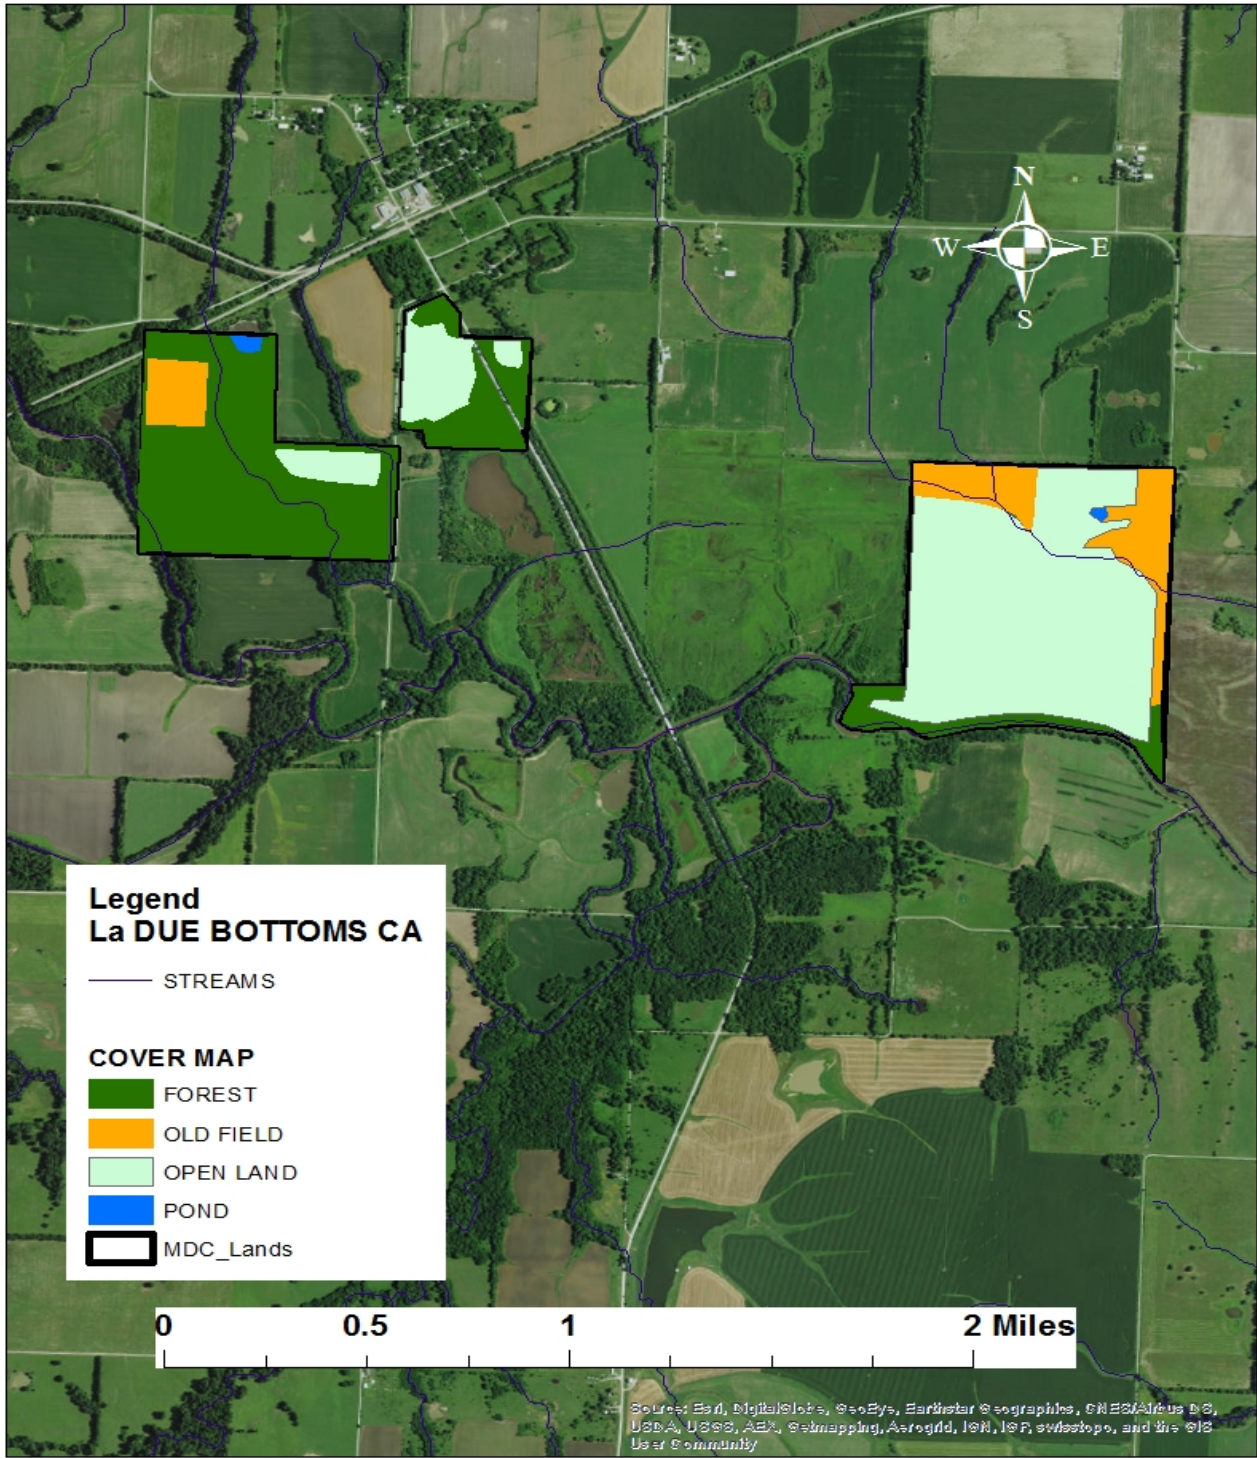 N
W E
S
Legend
La DUE BOTTOMS CA
STREAMS
COVER MAP
FOREST
OLD FIELD
OPEN LAND
POND
MDC_Lands
0 0.5 1 2 Miles
Source: Esri, DigitalGlobe, GeoEye, Earthstar Geographics, CNES/Airbus DS,
USDA, USGS, AEX, Getmapping, Aerogrid, IGN, IGP, swisstopo, and the GIS
User Community